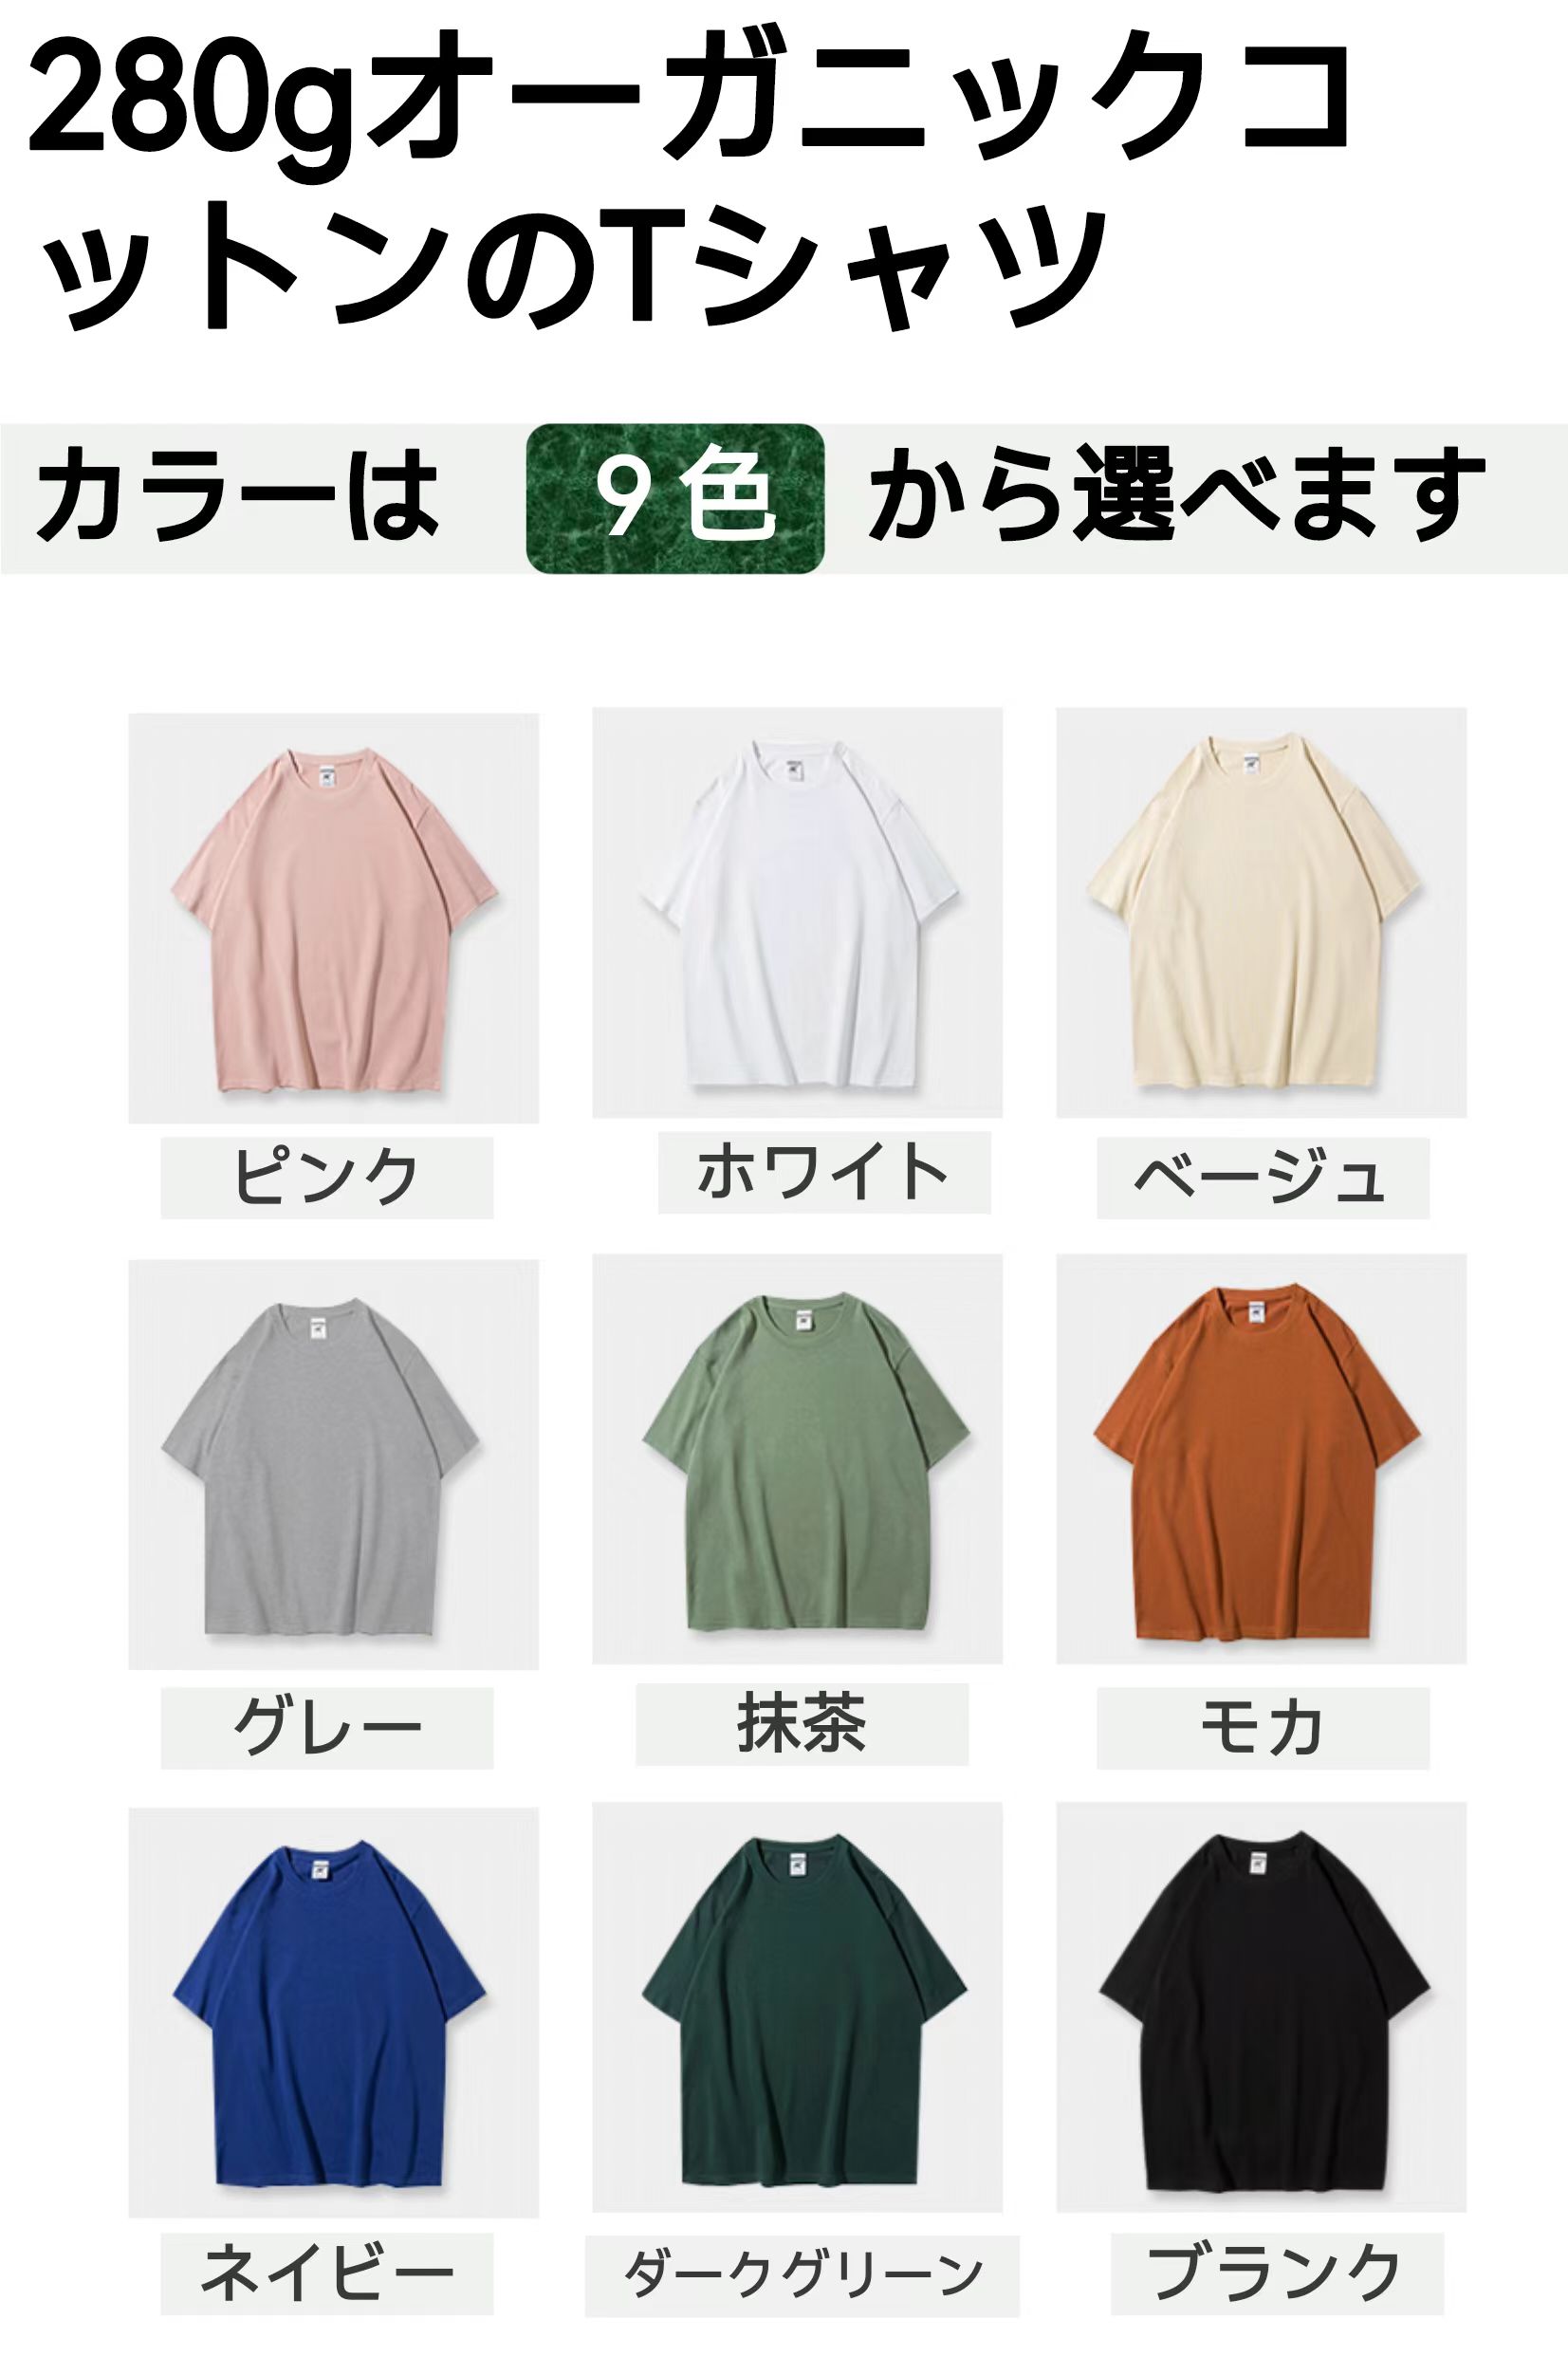 280gオーガニックコ
ットンのTシャツ
カラーは 9色 から選べます
ピンク ホワイト ベージュ
グレー 抹茶 モカ
ネイビー ダークグリーン ブランク